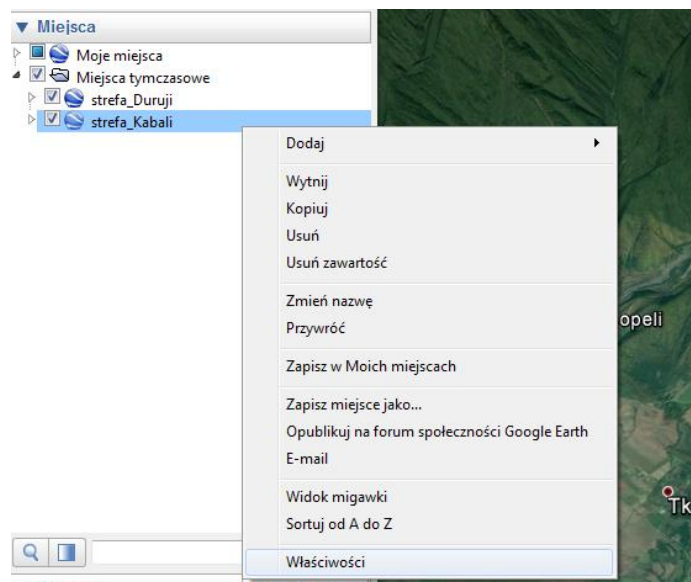 Miejsca
Moje miejsca
Miejsca tymczasowe
strefa_Duruji
strefa_Kabali
Dodaj
Wytnij
Kopiuj
Usuń
Usuń zawartość
Zmień nazwę
Przywróć
opeli
Zapisz w Moich miejscach
Zapisz miejsce jako...
Opublikuj na forum społeczności Google Earth
E-mail
Widok migawki
Tk
Sortuj od A do Z
Właściwości